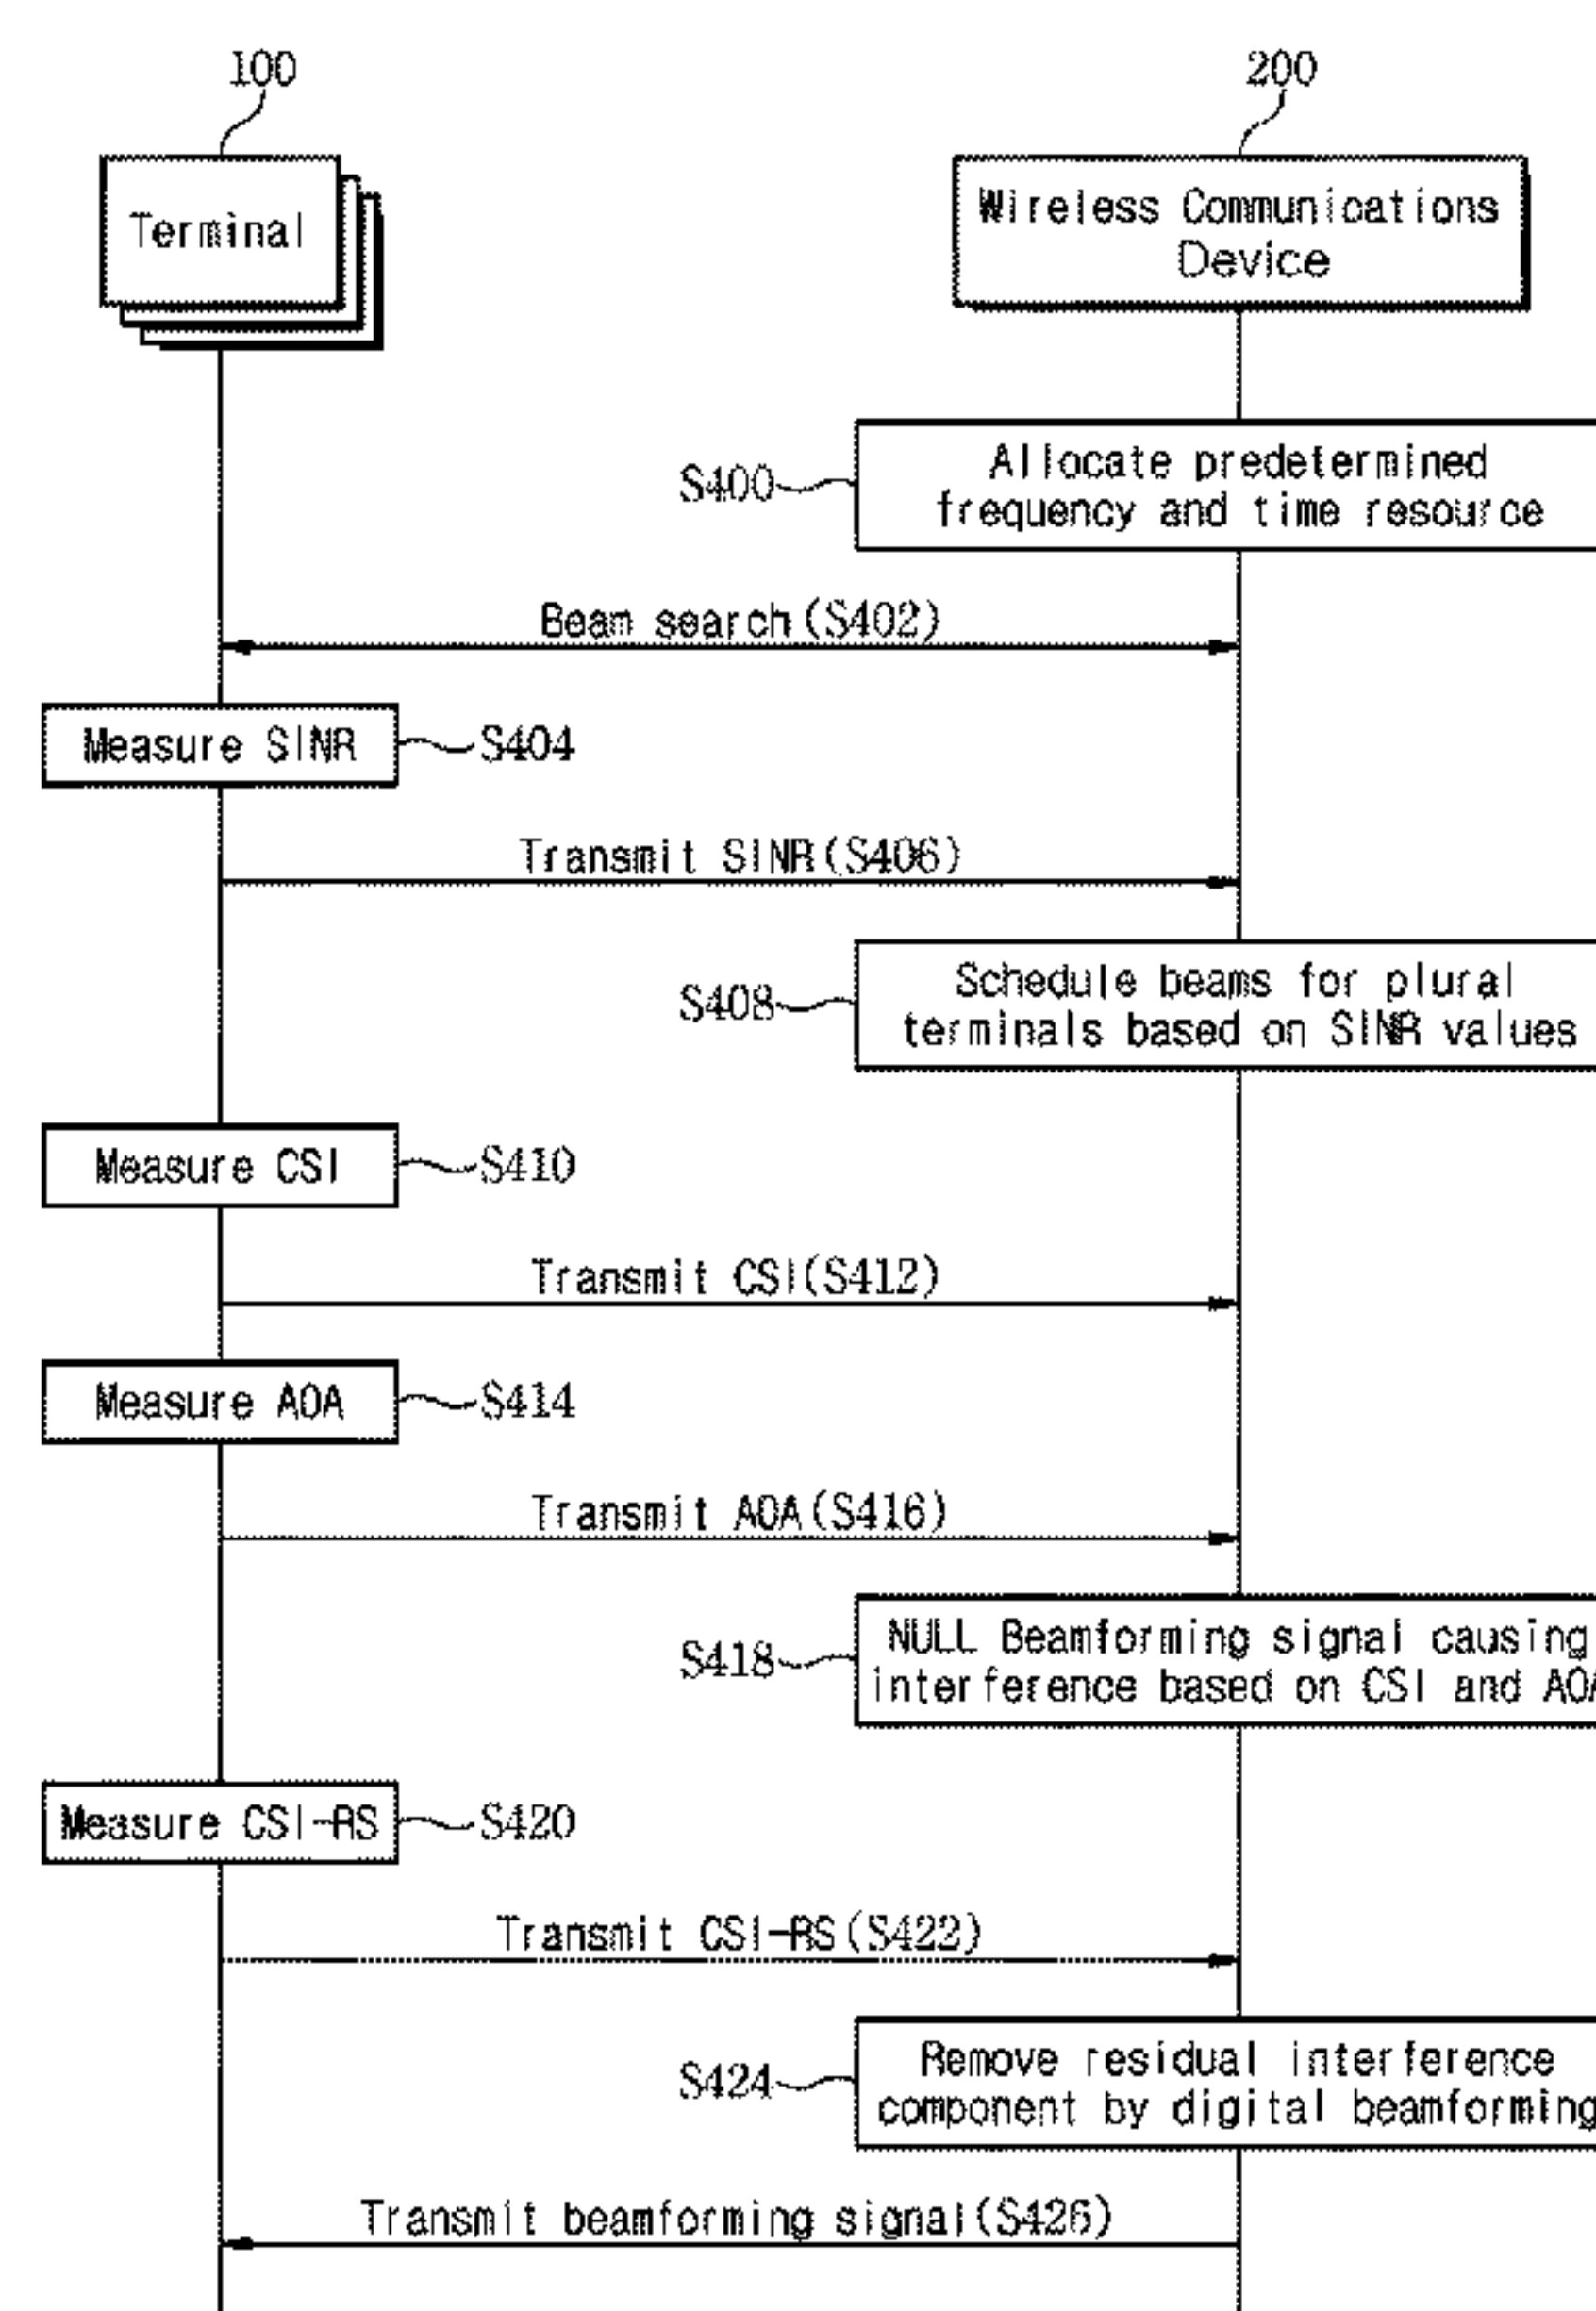 100
200
Terminal
Wireless Communications
Device
S400
Allocate predetermined
frequency and time resource
Beam search(S402)
Measure SINR
S404
Transmit SINR(S406)
S408
Schedule beams for plural
terminals based on SINR values
Measure CSI
S410
Transmit CSI(S412)
Measure AOA
S414
Transmit AOA(S416)
S418
NULL Beamforming signal causing
interference based on CSI and AOA
Measure CSI-RS
S420
Transmit CSI-RS(S422)
S424
Remove residual interference
component by digital beamforming
Transmit beamforming signal(S426)